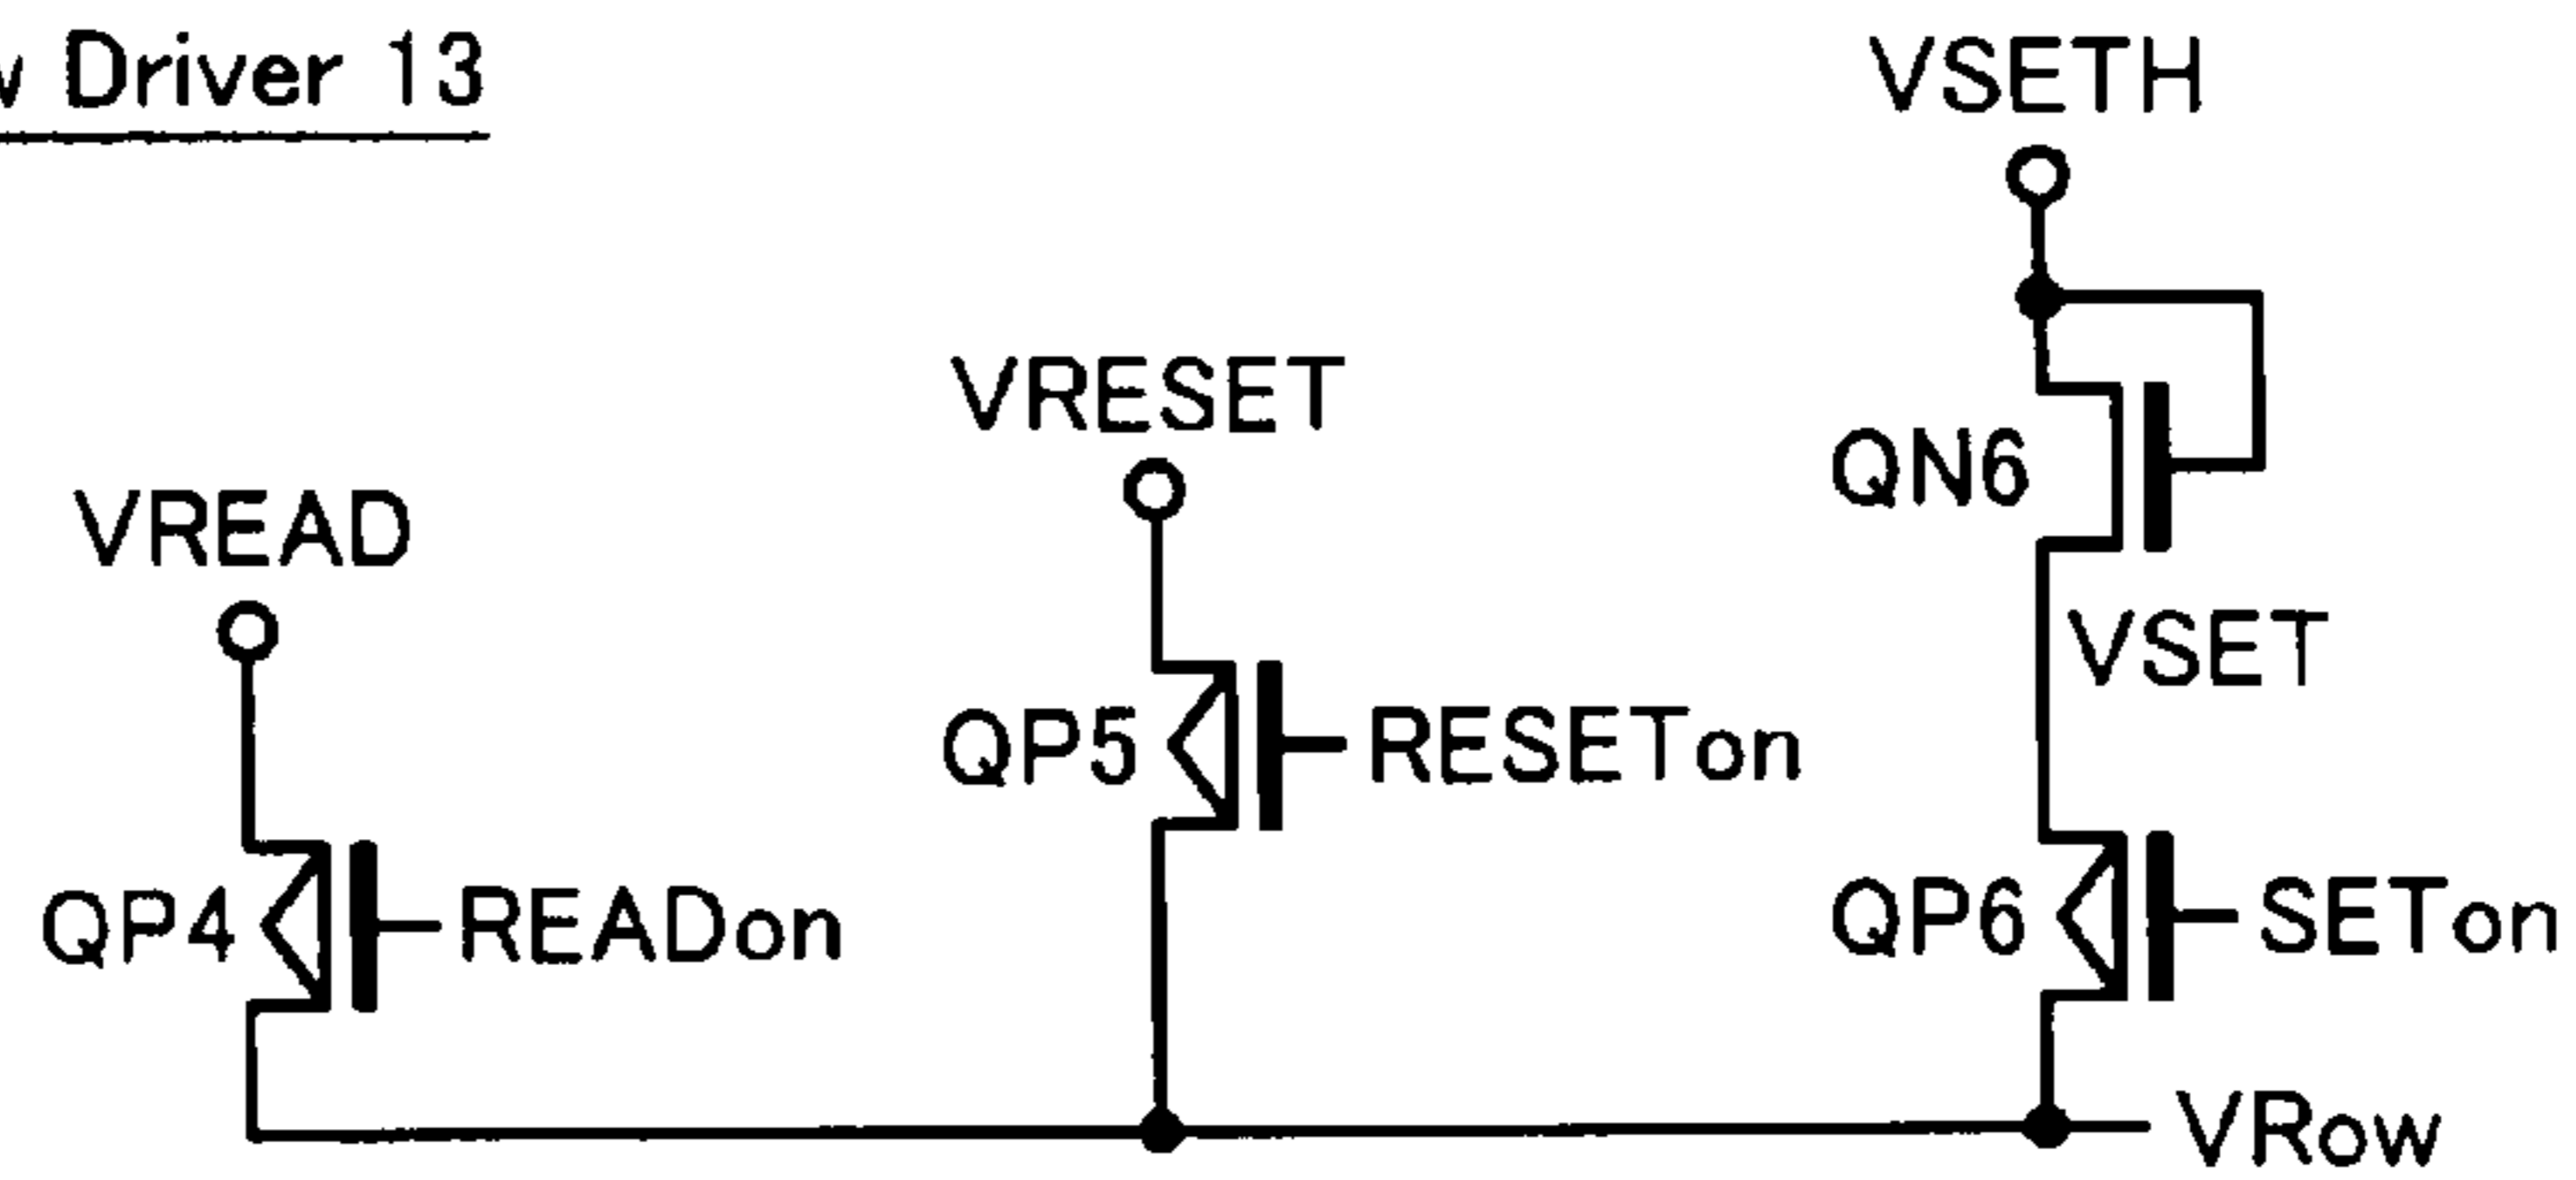 w Driver 13
VSETH
VRESET
QN6
VREAD
VSET
QP5
RESETon
QP4
READon
QP6
SETon
VRow